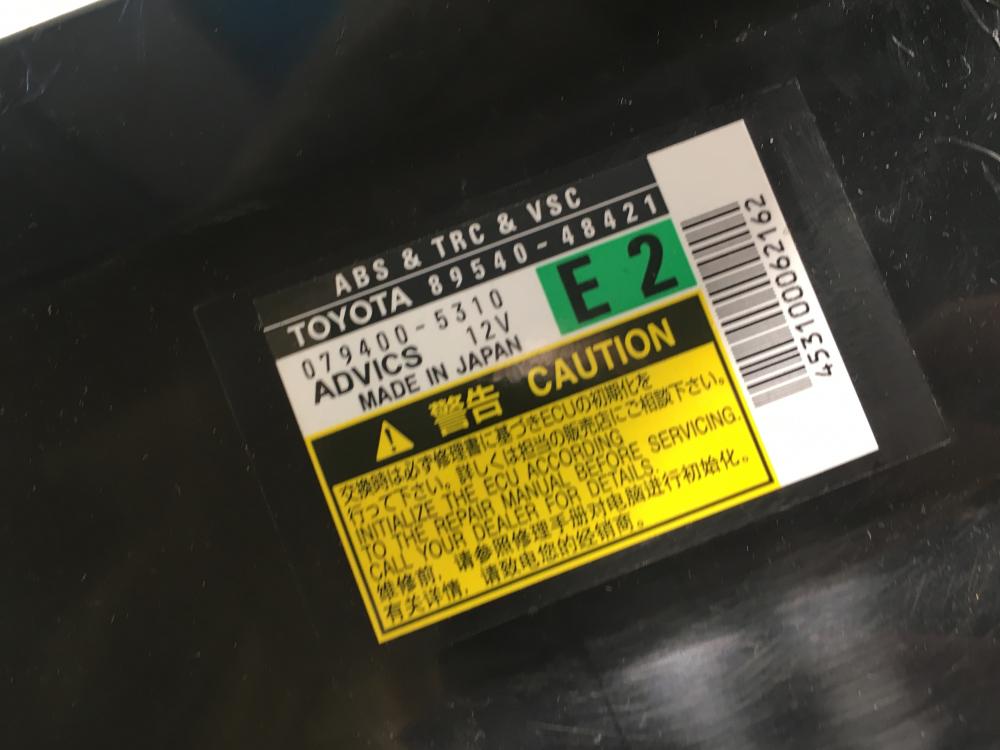 ABS & TRC & VSC
TOYOTA 89540-48421
079400-5310
ADVICS 12V
MADE IN JAPAN
E2
警告 CAUTION
交換時は必ず修理書に基づきECUの初期化を
行って下さい。詳しくは担当の販売店にご相談下さい。
INITIALIZE THE ECU ACCORDING
TO THE REPAIR MANUAL BEFORE SERVICING.
CALL YOUR DEALER FOR DETAILS.
维修前，请参照修理手册对电脑进行初始化。
有关详情，请致电您的经销商。
4531000062162